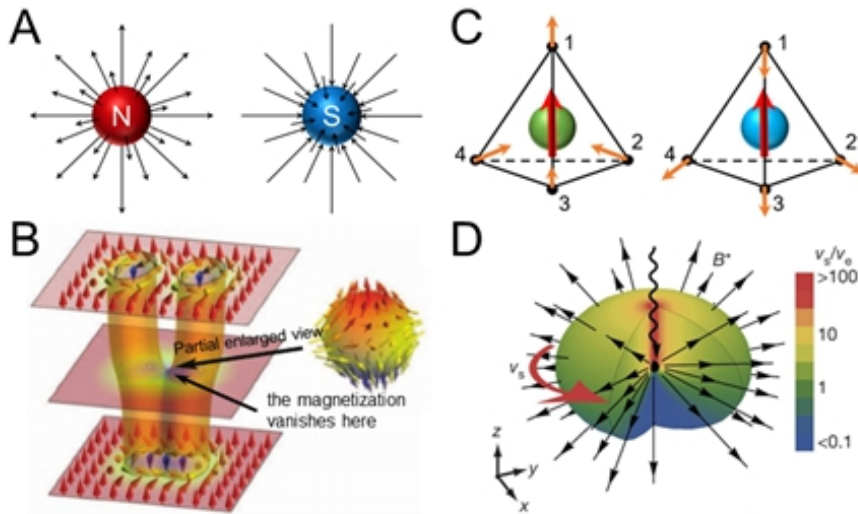 A
N
S
B
Partial enlarged view
the magnetization
vanishes here
C
1
2
3
4
1
2
3
4
D
B*
vₛ
vₛ/vₑ
>100
10
1
<0.1
z
y
x